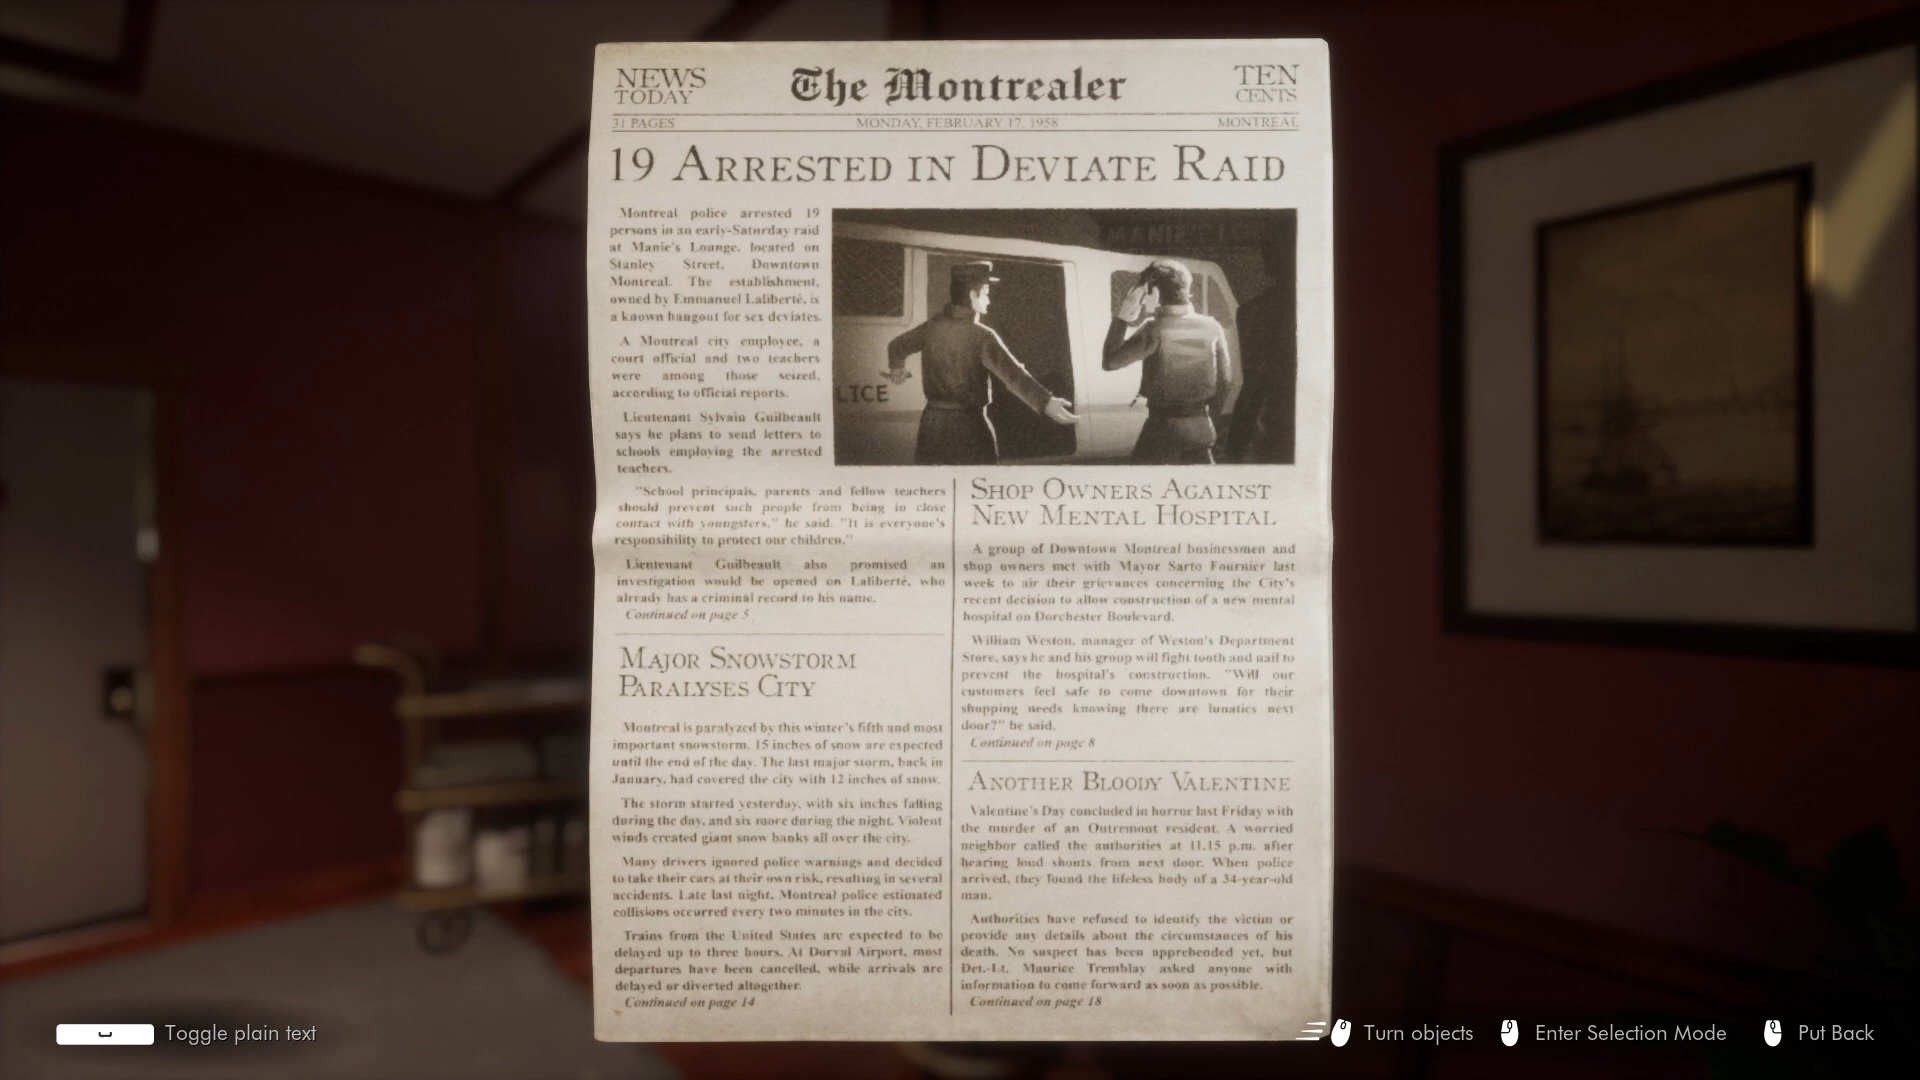 NEWS
TODAY
The Montrealer
TEN
CENTS
31 PAGES
MONDAY, FEBRUARY 17, 1958
MONTREAL
19 ARRESTED IN DEVIATE RAID
Montreal police arrested 19
persons in an early-Saturday raid
at Manie's Lounge, located on
Stanley Street, Downtown
Montreal. The establishment,
owned by Emmanuel Laliberté, is
a known hangout for sex deviates.
A Montreal city employee, a
court official and two teachers
were among those seized,
according to official reports.
Lieutenant Sylvain Guilbeault
says he plans to send letters to
schools employing the arrested
teachers.
"School principals, parents and fellow teachers
should prevent such people from being in close
contact with youngsters," he said. "It is everyone's
responsibility to protect our children."
Lieutenant Guilbeault also promised an
investigation would be opened on Laliberté, who
already has a criminal record to his name.
Continued on page 5
MAJOR SNOWSTORM
PARALYSES CITY
Montreal is paralyzed by this winter's fifth and most
important snowstorm. 15 inches of snow are expected
until the end of the day. The last major storm, back in
January, had covered the city with 12 inches of snow.
The storm started yesterday, with six inches falling
during the day, and six more during the night. Violent
winds created giant snow banks all over the city.
Many drivers ignored police warnings and decided
to take their cars at their own risk, resulting in several
accidents. Late last night, Montreal police estimated
collisions occurred every two minutes in the city.
Trains from the United States are expected to be
delayed up to three hours. At Dorval Airport, most
departures have been cancelled, while arrivals are
delayed or diverted altogether.
Continued on page 14
MANIE'S
LICE
SHOP OWNERS AGAINST
NEW MENTAL HOSPITAL
A group of Downtown Montreal businessmen and
shop owners met with Mayor Sarto Fournier last
week to air their grievances concerning the City's
recent decision to allow construction of a new mental
hospital on Dorchester Boulevard.
William Weston, manager of Weston's Department
Store, says he and his group will fight tooth and nail to
prevent the hospital's construction. "Will our
customers feel safe to come downtown for their
shopping needs knowing there are lunatics next
door?" he said.
Continued on page 8
ANOTHER BLOODY VALENTINE
Valentine's Day concluded in horror last Friday with
the murder of an Outremont resident. A worried
neighbor called the authorities at 11.15 p.m. after
hearing loud shouts from next door. When police
arrived, they found the lifeless body of a 34-year-old
man.
Authorities have refused to identify the victim or
provide any details about the circumstances of his
death. No suspect has been apprehended yet, but
Det.-Lt. Maurice Tremblay asked anyone with
information to come forward as soon as possible.
Continued on page 18
Toggle plain text
Turn objects
Enter Selection Mode
Put Back